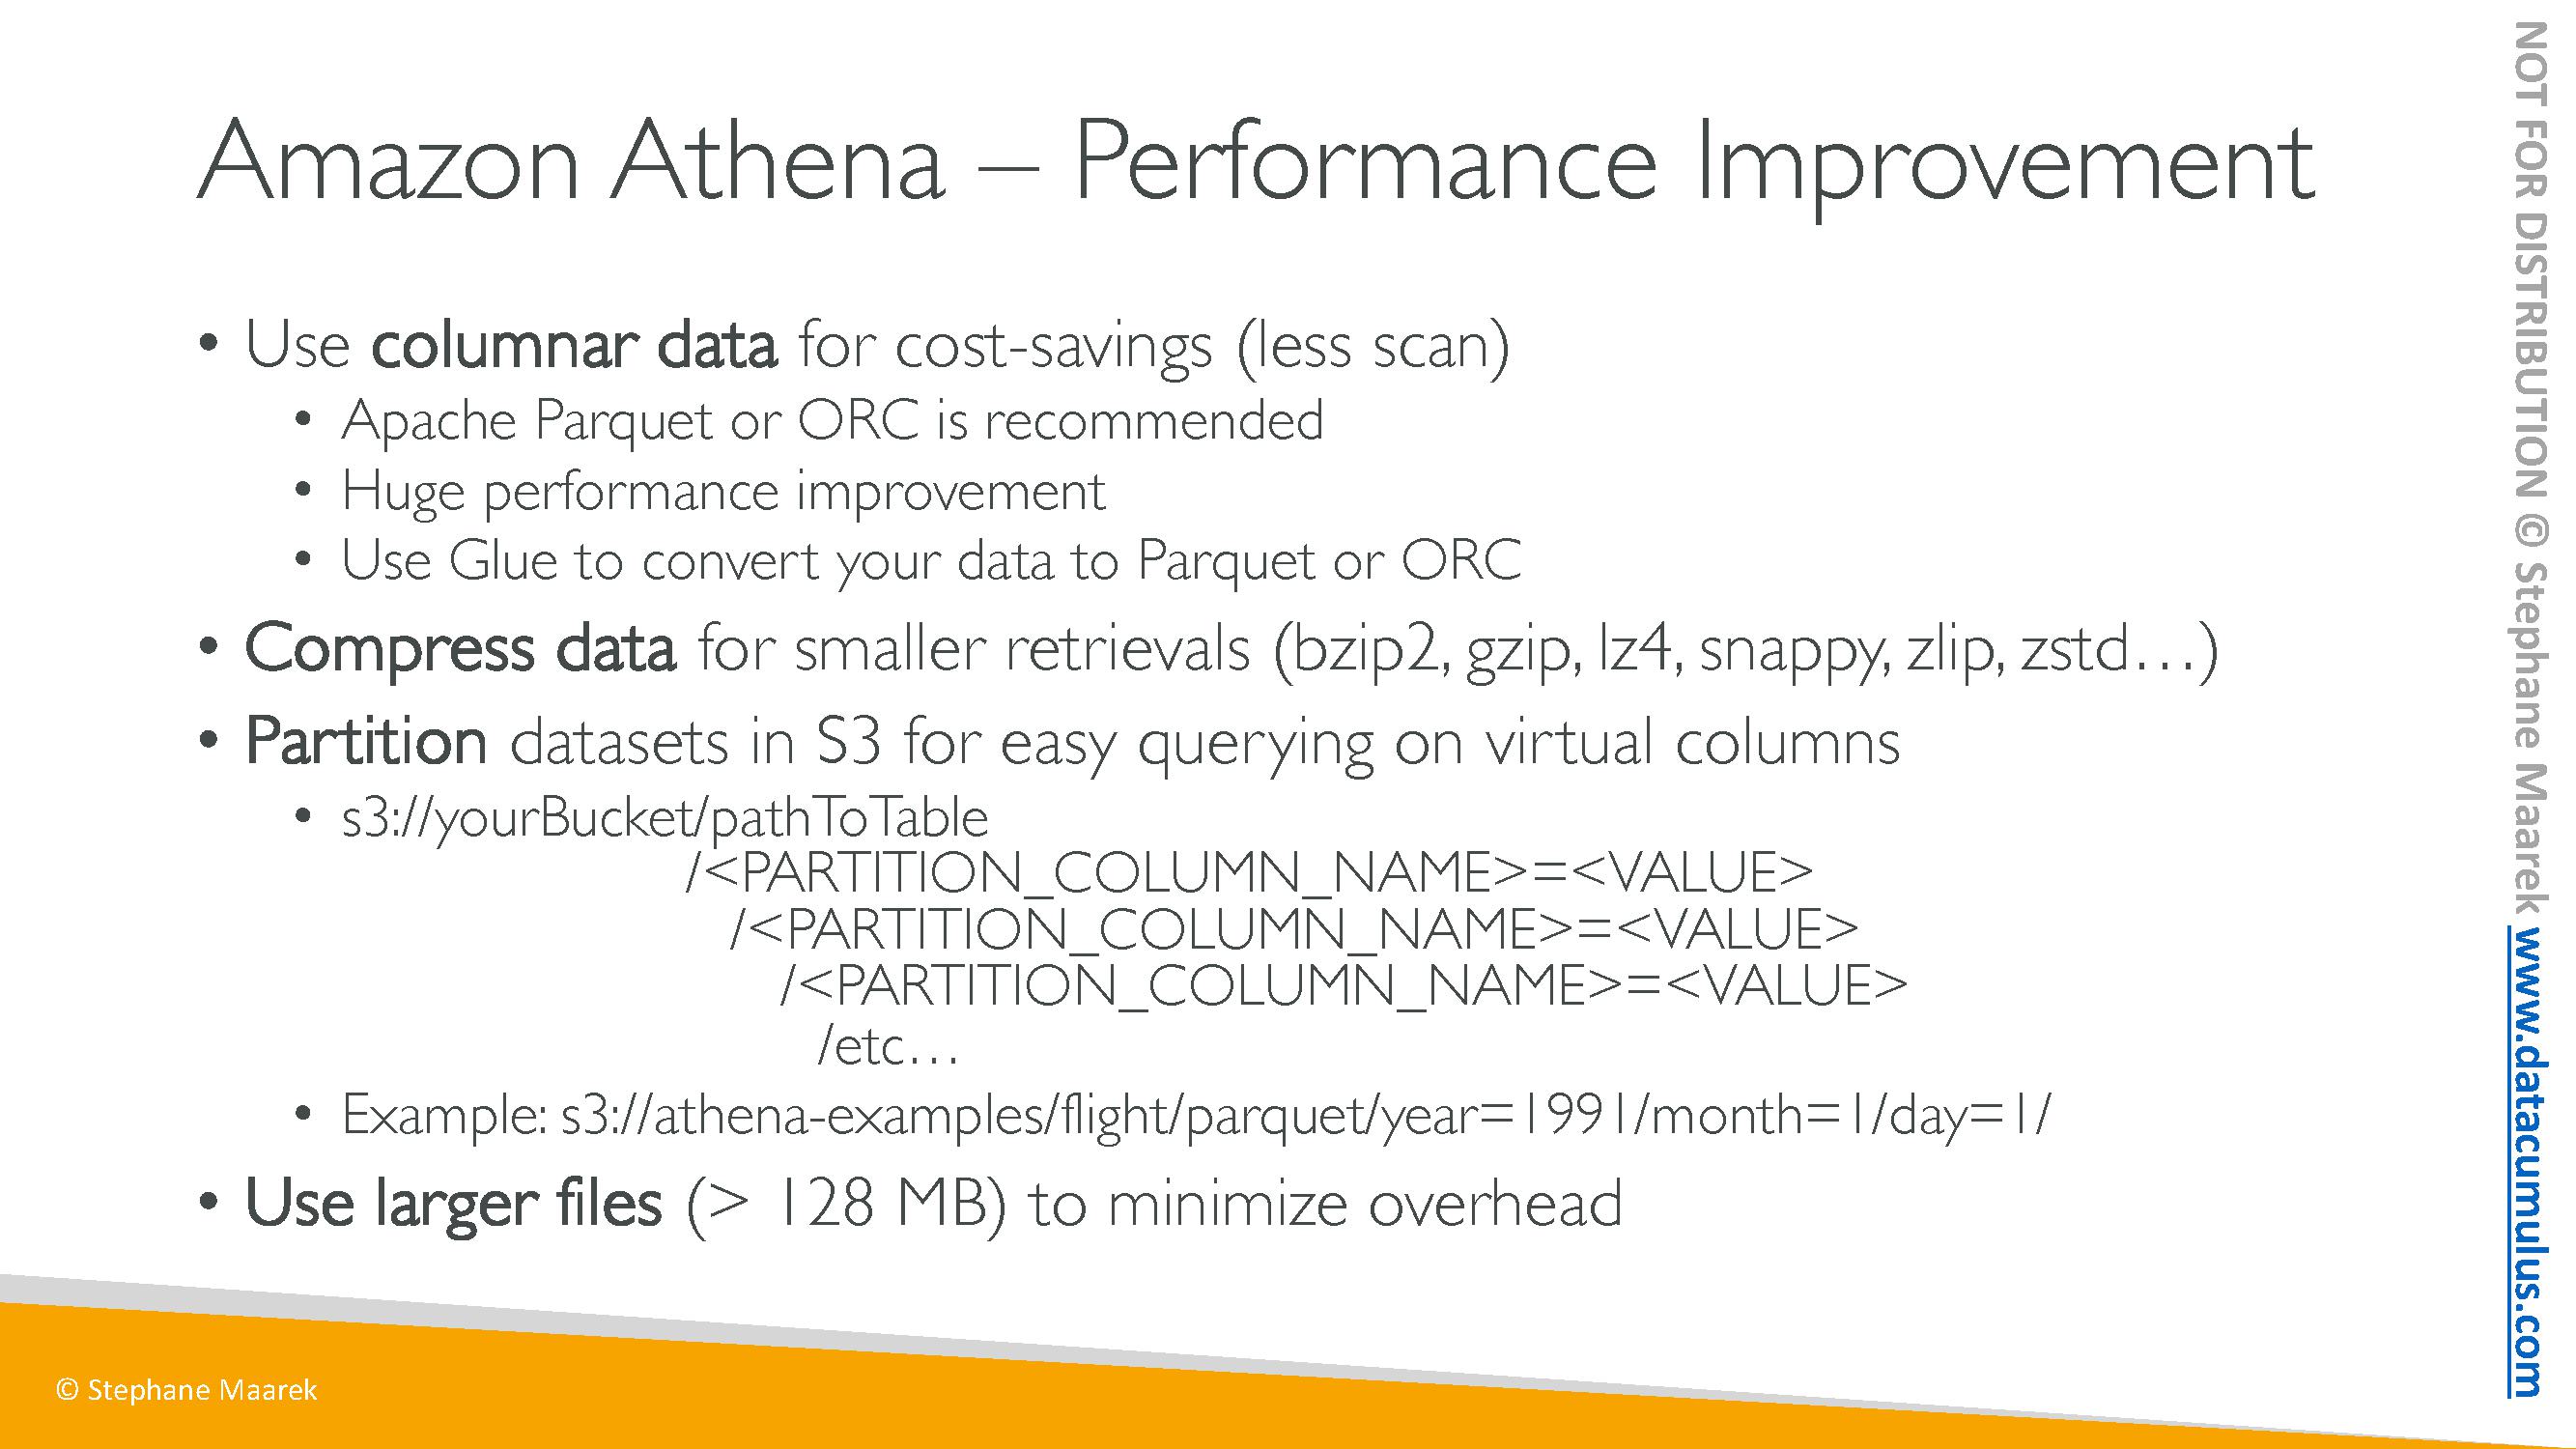 Amazon Athena – Performance Improvement
• Use columnar data for cost-savings (less scan)
• Apache Parquet or ORC is recommended
• Huge performance improvement
• Use Glue to convert your data to Parquet or ORC
• Compress data for smaller retrievals (bzip2, gzip, lz4, snappy, zlip, zstd…)
• Partition datasets in S3 for easy querying on virtual columns
• s3://yourBucket/pathToTable
/<PARTITION_COLUMN_NAME>=<VALUE>
/<PARTITION_COLUMN_NAME>=<VALUE>
/<PARTITION_COLUMN_NAME>=<VALUE>
/etc…
• Example: s3://athena-examples/flight/parquet/year=1991/month=1/day=1/
• Use larger files (> 128 MB) to minimize overhead
© Stephane Maarek
NOT FOR DISTRIBUTION © Stephane Maarek www.datacumulus.com